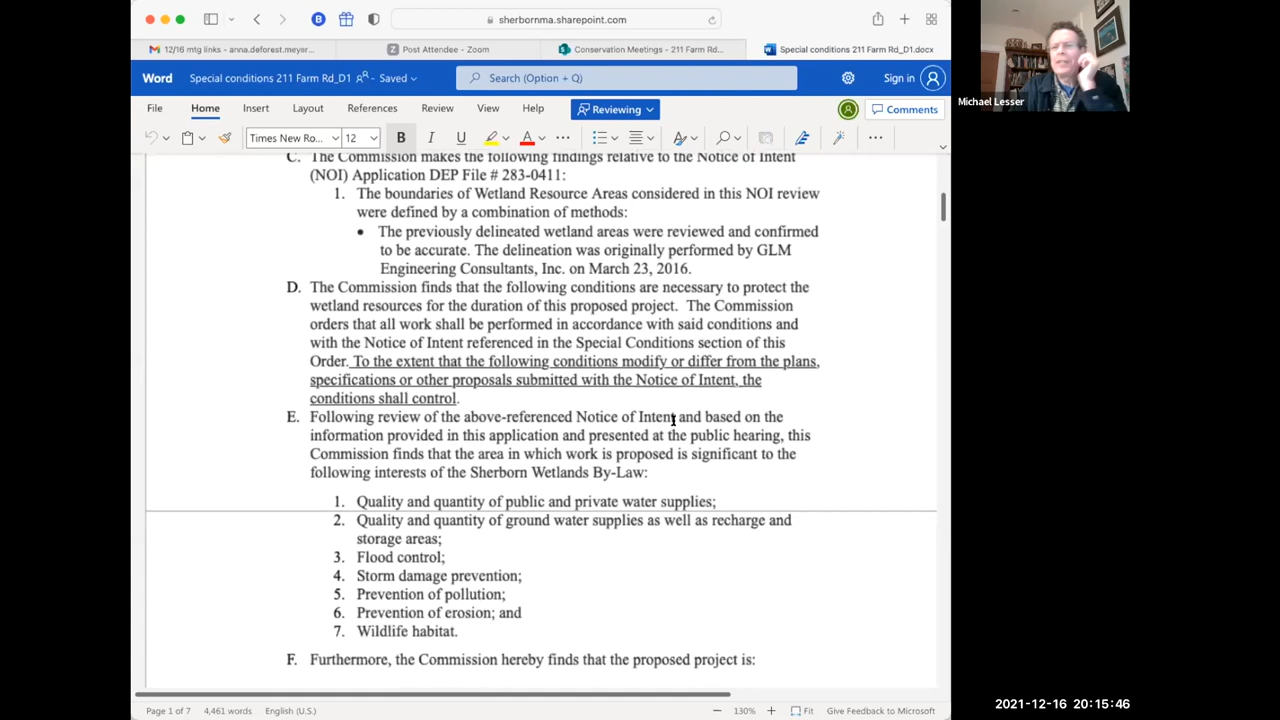 sherbornma.sharepoint.com
12/16 mtg links - anna.deforest.meyer...
Post Attendee - Zoom
Conservation Meetings - 211 Farm Rd...
Special conditions 211 Farm Rd_D1.docx
Word
Special conditions 211 Farm Rd_D1
- Saved
Search (Option + Q)
Sign in
File
Home
Insert
Layout
References
Review
View
Help
Reviewing
Comments
Times New Ro...
12
B
I
U
A
C. The Commission makes the following findings relative to the Notice of Intent
(NOI) Application DEP File # 283-0411:
1. The boundaries of Wetland Resource Areas considered in this NOI review
were defined by a combination of methods:
• The previously delineated wetland areas were reviewed and confirmed
to be accurate. The delineation was originally performed by GLM
Engineering Consultants, Inc. on March 23, 2016.
D. The Commission finds that the following conditions are necessary to protect the
wetland resources for the duration of this proposed project. The Commission
orders that all work shall be performed in accordance with said conditions and
with the Notice of Intent referenced in the Special Conditions section of this
Order. To the extent that the following conditions modify or differ from the plans,
specifications or other proposals submitted with the Notice of Intent, the
conditions shall control.
E. Following review of the above-referenced Notice of Intent and based on the
information provided in this application and presented at the public hearing, this
Commission finds that the area in which work is proposed is significant to the
following interests of the Sherborn Wetlands By-Law:
1. Quality and quantity of public and private water supplies;
2. Quality and quantity of ground water supplies as well as recharge and
storage areas;
3. Flood control;
4. Storm damage prevention;
5. Prevention of pollution;
6. Prevention of erosion; and
7. Wildlife habitat.
F. Furthermore, the Commission hereby finds that the proposed project is:
Page 1 of 7
4,461 words
English (U.S.)
130%
Fit
Give Feedback to Microsoft
Michael Lesser
2021-12-16 20:15:46